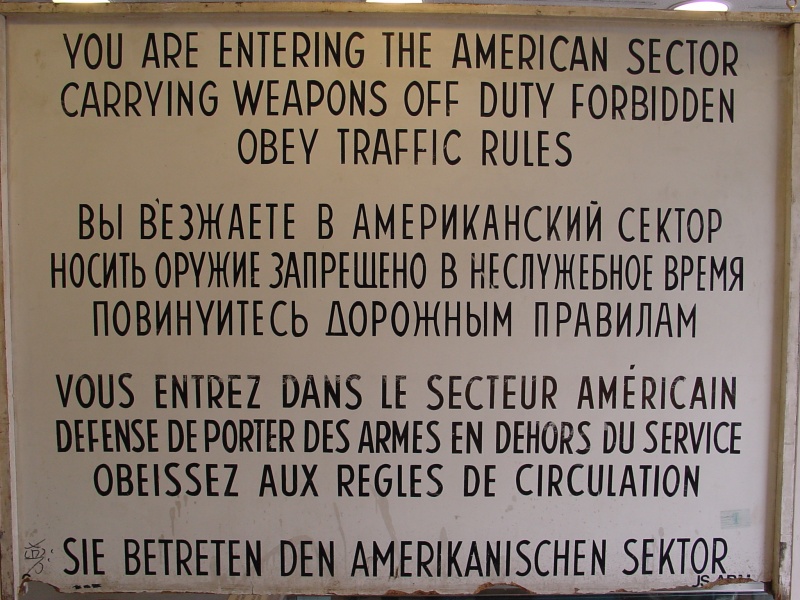 YOU ARE ENTERING THE AMERICAN SECTOR
CARRYING WEAPONS OFF DUTY FORBIDDEN
OBEY TRAFFIC RULES
ВЫ В'ЕЗЖАЕТЕ В АМЕРИКАНСКИЙ СЕКТОР
НОСИТЬ ОРУЖИЕ ЗАПРЕЩЕНО В НЕСЛУЖЕБНОЕ ВРЕМЯ
ПОВИНУИТЕСЬ ДОРОЖНЫМ ПРАВИЛАМ
VOUS ENTREZ DANS LE SECTEUR AMÉRICAIN
DEFENSE DE PORTER DES ARMES EN DEHORS DU SERVICE
OBEISSEZ AUX REGLES DE CIRCULATION
SIE BETRETEN DEN AMERIKANISCHEN SEKTOR